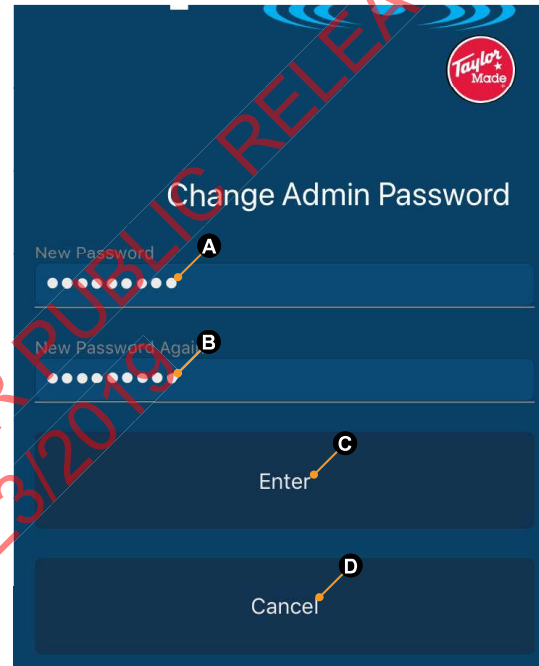 Taylor
Made
Change Admin Password
New Password
A
●●●●●●●●●
New Password Again
B
●●●●●●●●●
Enter
C
Cancel
D
PUBLIC RELEA
3/2019